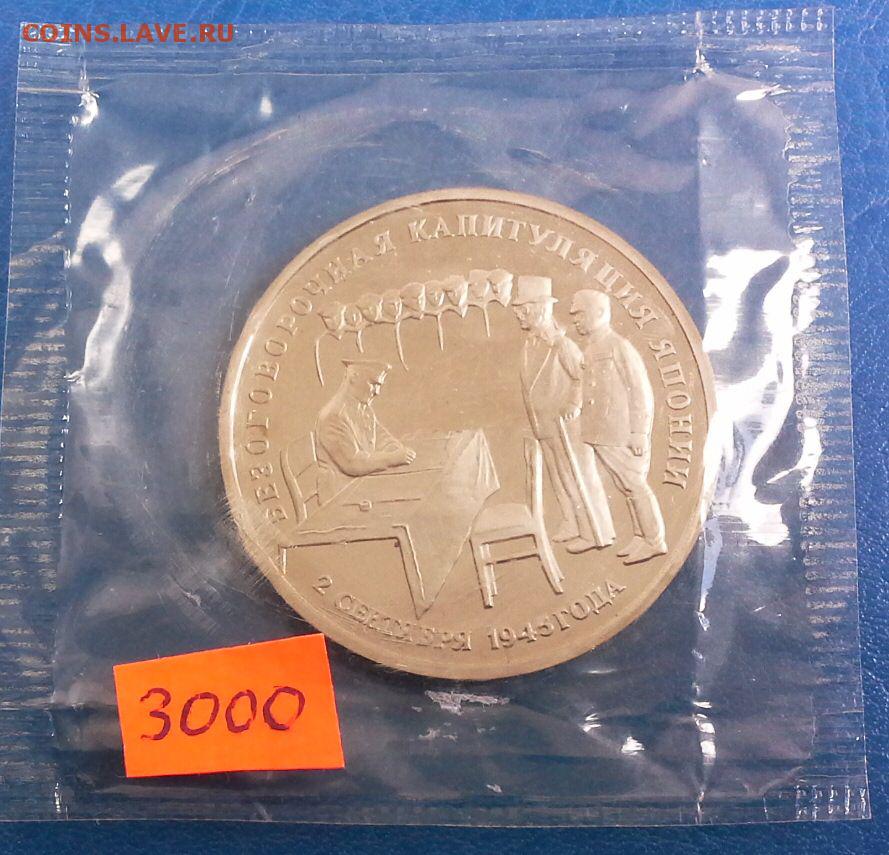 COINS.LAVE.RU
БЕЗОГОВОРОЧНАЯ КАПИТУЛЯЦИЯ ЯПОНИИ
2 СЕНТЯБРЯ 1945 ГОДА
3000